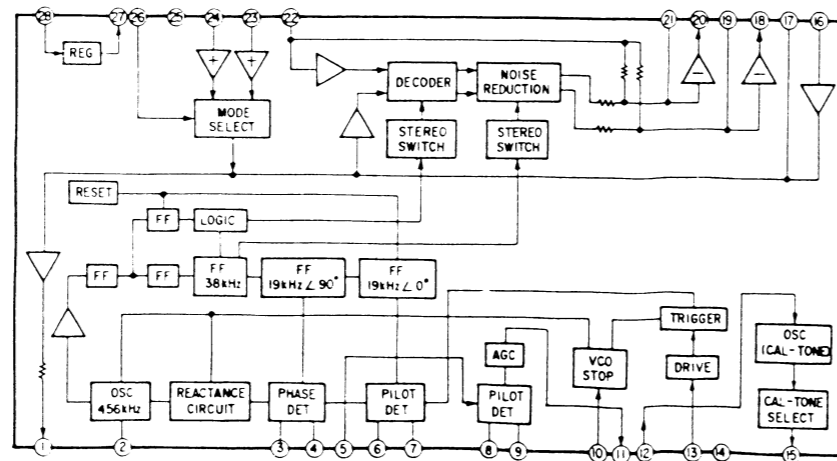 28 27 26 25 24 23 22 21 20 19 18 17 16
REG
+ +
DECODER
NOISE
REDUCTION
- -
MODE
SELECT
STEREO
SWITCH
STEREO
SWITCH
RESET
FF
LOGIC
FF
FF
FF
38kHz
FF
19kHz∠90°
FF
19kHz∠0°
TRIGGER
OSC
(CAL-TONE)
AGC
VCO
STOP
DRIVE
OSC
456kHz
REACTANCE
CIRCUIT
PHASE
DET
PILOT
DET
PILOT
DET
CAL-TONE
SELECT
1 2 3 4 5 6 7 8 9 10 11 12 13 14 15